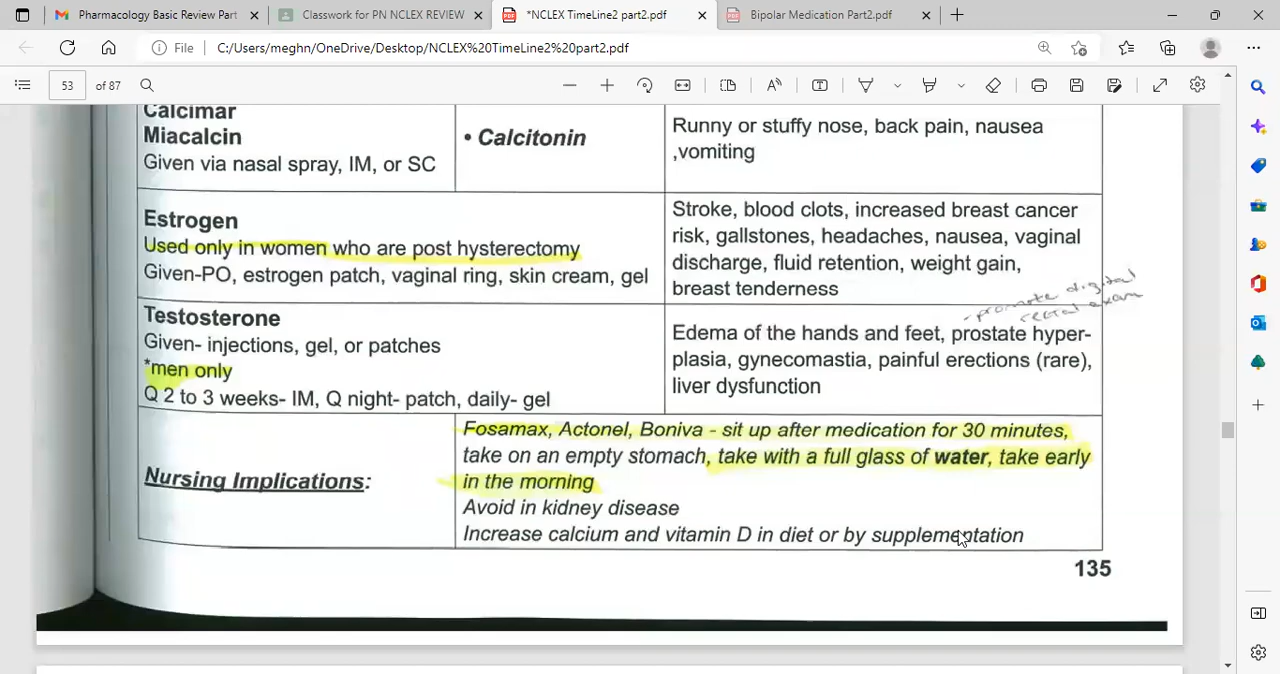 Pharmacology Basic Review Part
Classwork for PN NCLEX REVIEW
*NCLEX TimeLine2 part2.pdf
Bipolar Medication Part2.pdf
File
C:/Users/meghn/OneDrive/Desktop/NCLEX%20TimeLine2%20part2.pdf
53 of 87
Calcimar
Miacalcin
Given via nasal spray, IM, or SC
• Calcitonin
Runny or stuffy nose, back pain, nausea
,vomiting
Estrogen
Used only in women who are post hysterectomy
Given-PO, estrogen patch, vaginal ring, skin cream, gel
Stroke, blood clots, increased breast cancer
risk, gallstones, headaches, nausea, vaginal
discharge, fluid retention, weight gain,
breast tenderness
-promote digital
rectal exam
Testosterone
Given- injections, gel, or patches
*men only
Q 2 to 3 weeks- IM, Q night- patch, daily- gel
Edema of the hands and feet, prostate hyper-
plasia, gynecomastia, painful erections (rare),
liver dysfunction
Nursing Implications:
Fosamax, Actonel, Boniva - sit up after medication for 30 minutes,
take on an empty stomach, take with a full glass of water, take early
in the morning
Avoid in kidney disease
Increase calcium and vitamin D in diet or by supplementation
135